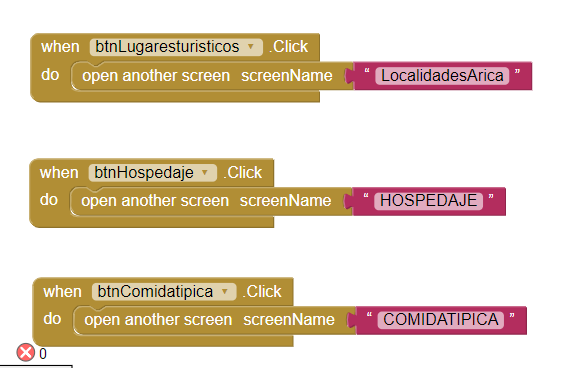 when btnLugaresturisticos .Click
do open another screen screenName " LocalidadesArica "
when btnHospedaje .Click
do open another screen screenName " HOSPEDAJE "
when btnComidatipica .Click
do open another screen screenName " COMIDATIPICA "
0